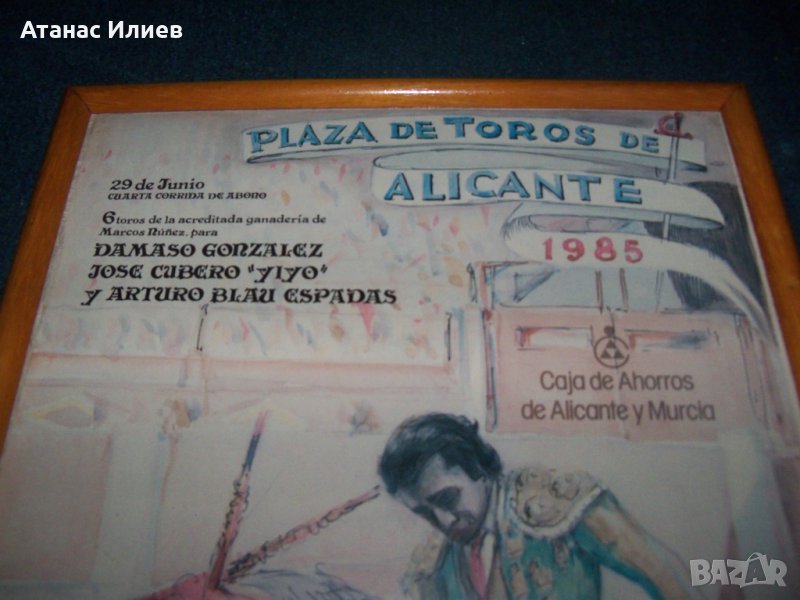 Атанас Илиев
PLAZA DE TOROS DE
ALICANTE
1985
29 de Junio
CUARTA CORRIDA DE ABONO
6 toros de la acreditada ganadería de
Marcos Núñez, para
DAMASO GONZALEZ
JOSE CUBERO "YIYO"
y ARTURO BLAU ESPADAS
Caja de Ahorros
de Alicante y Murcia
BAZAR